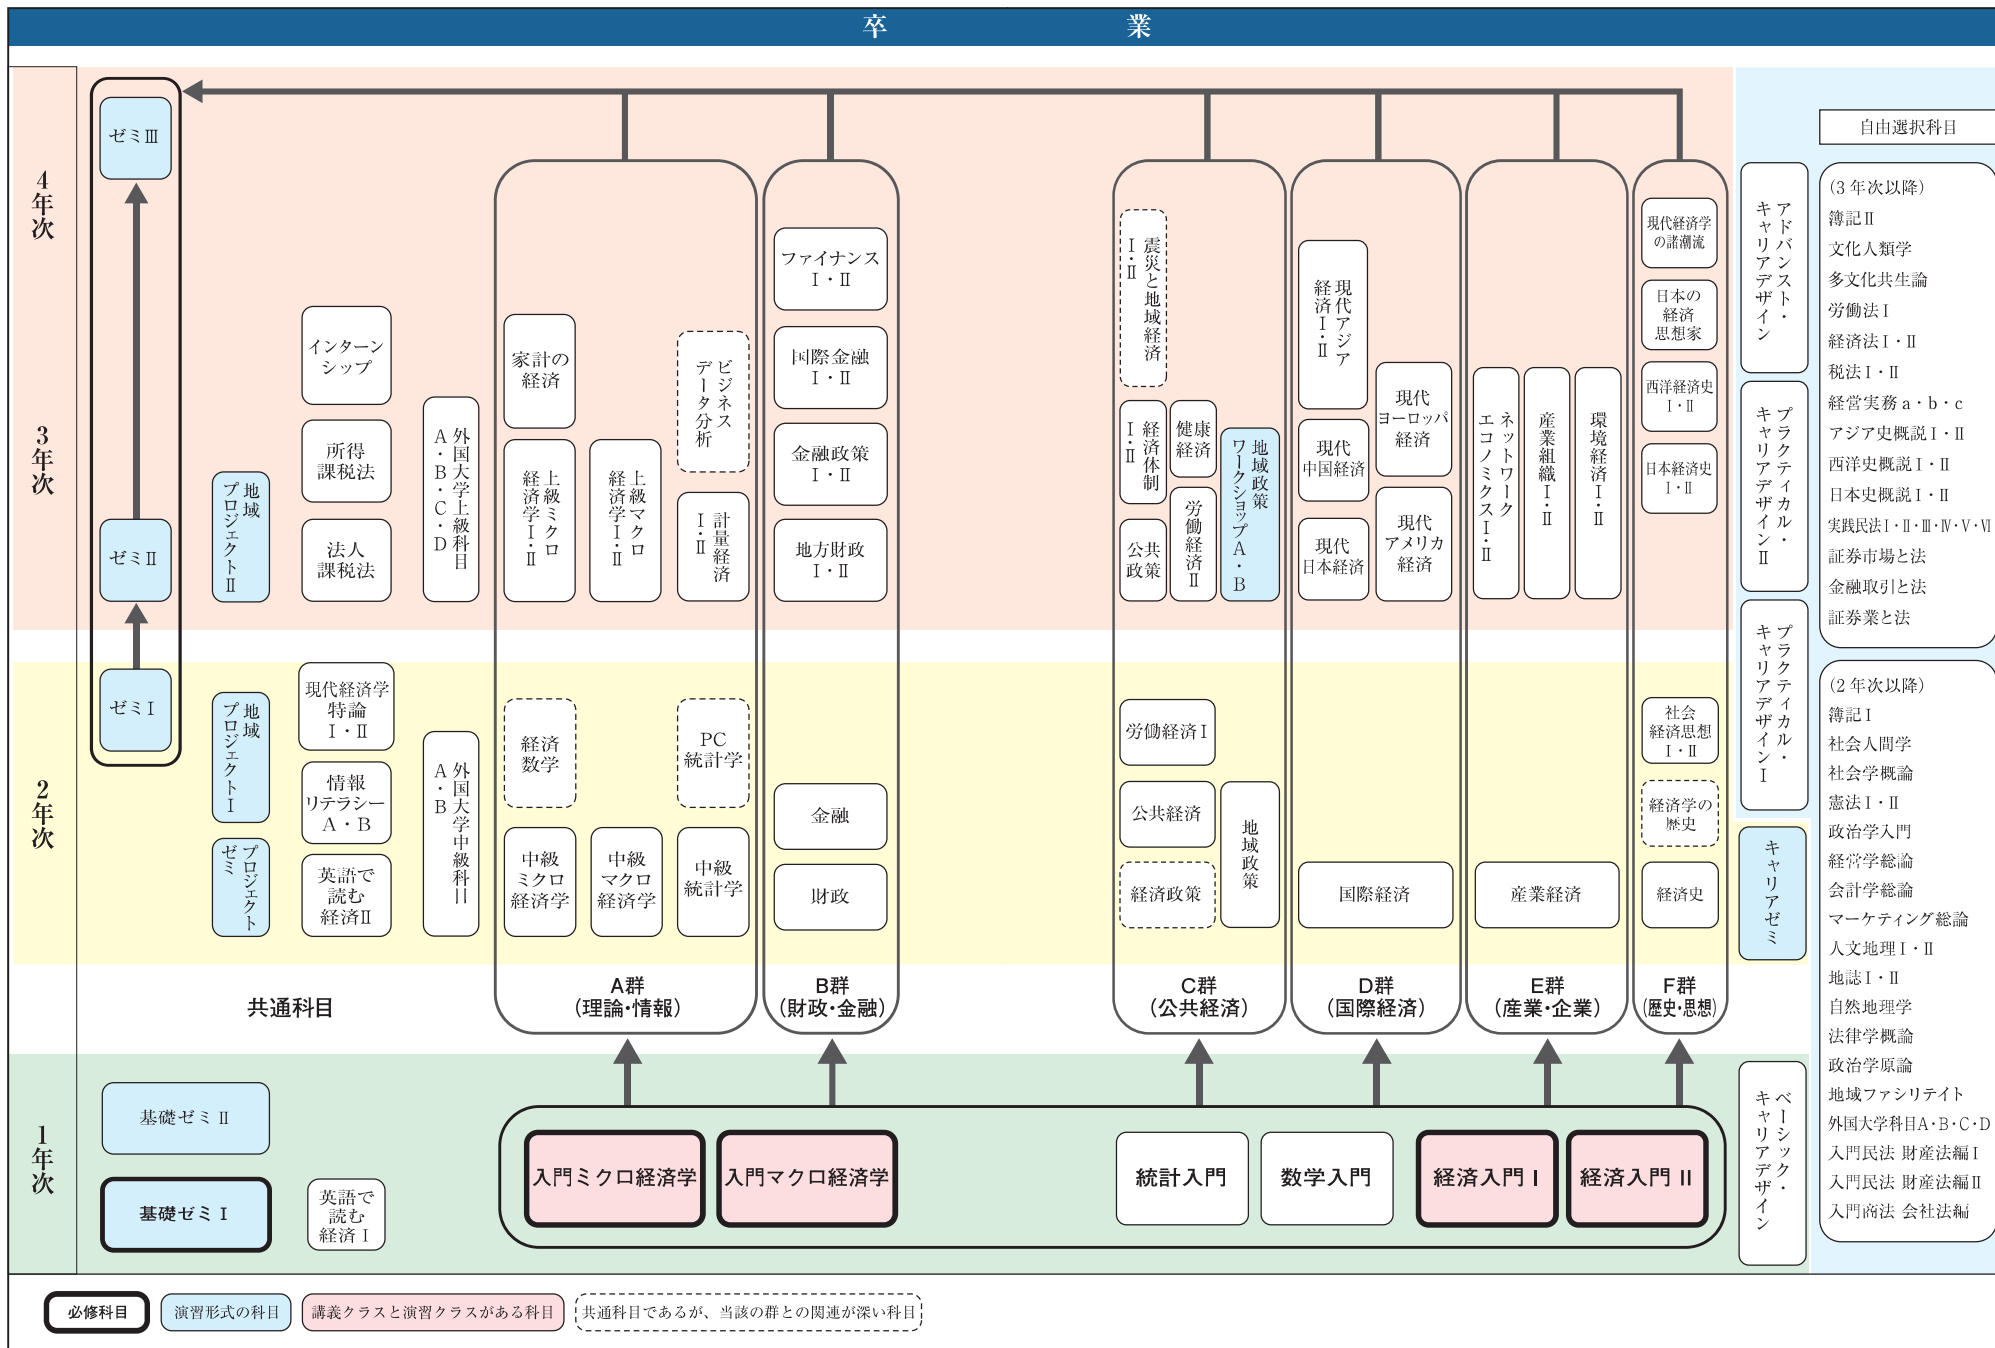 卒業
4年次
3年次
2年次
1年次
ゼミⅢ
ゼミⅡ
ゼミⅠ
地域
プロジェクトⅡ
インターン
シップ
所得
課税法
法人
課税法
外国大学上級科目
A・B・C・D
家計の
経済
上級ミクロ
経済学Ⅰ・Ⅱ
上級マクロ
経済学Ⅰ・Ⅱ
ビジネス
データ分析
計量経済
Ⅰ・Ⅱ
ファイナンス
Ⅰ・Ⅱ
国際金融
Ⅰ・Ⅱ
金融政策
Ⅰ・Ⅱ
地方財政
Ⅰ・Ⅱ
震災と地域経済
Ⅰ・Ⅱ
経済体制
Ⅰ・Ⅱ
健康
経済
公共
政策
労働経済Ⅱ
地域政策
ワークショップA・B
現代アジア
経済Ⅰ・Ⅱ
現代
中国経済
現代
日本経済
現代
ヨーロッパ
経済
現代
アメリカ
経済
ネットワーク
エコノミクスⅠ・Ⅱ
産業組織Ⅰ・Ⅱ
環境経済Ⅰ・Ⅱ
現代経済学
の諸潮流
日本の
経済
思想家
西洋経済史
Ⅰ・Ⅱ
日本経済史
Ⅰ・Ⅱ
地域
プロジェクトⅠ
プロジェクト
ゼミ
現代経済学
特論
Ⅰ・Ⅱ
情報
リテラシー
A・B
英語で
読む
経済Ⅱ
外国大学中級科目
A・B
経済
数学
中級
ミクロ
経済学
中級
マクロ
経済学
PC
統計学
中級
統計学
金融
財政
労働経済Ⅰ
公共経済
経済政策
地域政策
国際経済
産業経済
社会
経済思想
Ⅰ・Ⅱ
経済学の
歴史
経済史
共通科目
A群
(理論・情報)
B群
(財政・金融)
C群
(公共経済)
D群
(国際経済)
E群
(産業・企業)
F群
(歴史・思想)
基礎ゼミⅡ
基礎ゼミⅠ
英語で
読む
経済Ⅰ
入門ミクロ経済学
入門マクロ経済学
統計入門
数学入門
経済入門Ⅰ
経済入門Ⅱ
アドバンスト・
キャリアデザイン
プラクティカル・
キャリアデザインⅡ
プラクティカル・
キャリアデザインⅠ
キャリアゼミ
ベーシック・
キャリアデザイン
自由選択科目
(3年次以降)
簿記Ⅱ
文化人類学
多文化共生論
労働法Ⅰ
経済法Ⅰ・Ⅱ
税法Ⅰ・Ⅱ
経営実務a・b・c
アジア史概説Ⅰ・Ⅱ
西洋史概説Ⅰ・Ⅱ
日本史概説Ⅰ・Ⅱ
実践民法Ⅰ・Ⅱ・Ⅲ・Ⅳ・Ⅴ・Ⅵ
証券市場と法
金融取引と法
証券業と法
(2年次以降)
簿記Ⅰ
社会人間学
社会学概論
憲法Ⅰ・Ⅱ
政治学入門
経営学総論
会計学総論
マーケティング総論
人文地理Ⅰ・Ⅱ
地誌Ⅰ・Ⅱ
自然地理学
法律学概論
政治学原論
地域ファシリテイト
外国大学科目A・B・C・D
入門民法 財産法編Ⅰ
入門民法 財産法編Ⅱ
入門商法 会社法編
必修科目
演習形式の科目
講義クラスと演習クラスがある科目
共通科目であるが、当該の群との関連が深い科目